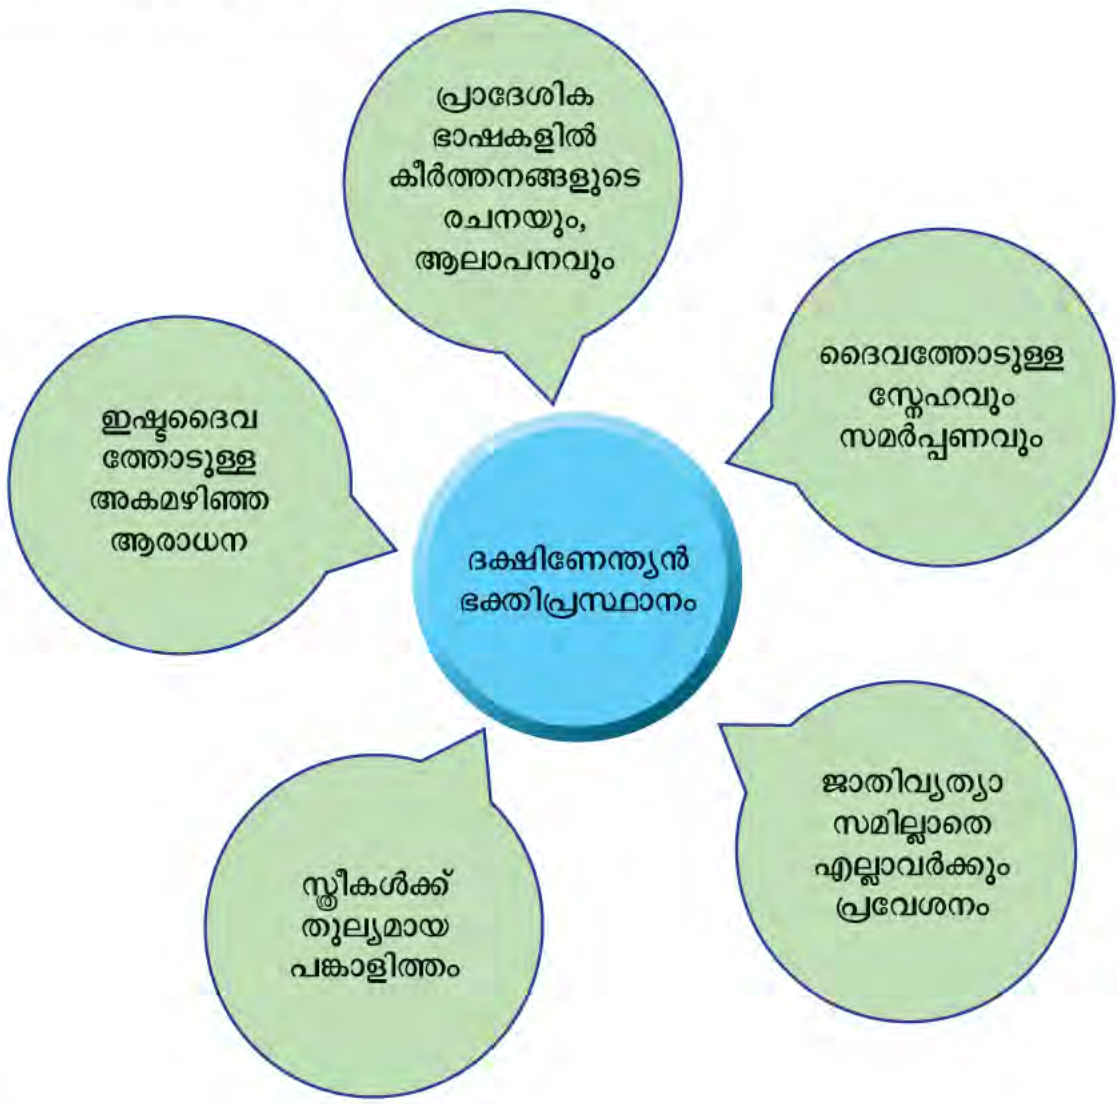 പ്രാദേശിക
ഭാഷകളിൽ
കീർത്തനങ്ങളുടെ
രചനയും,
ആലാപനവും
ദൈവത്തോടുള്ള
സ്നേഹവും
സമർപ്പണവും
ഇഷ്ടദൈവ
ത്തോടുള്ള
അകമഴിഞ്ഞ
ആരാധന
ദക്ഷിണേന്ത്യൻ
ഭക്തിപ്രസ്ഥാനം
ജാതിവ്യത്യാ
സമില്ലാതെ
എല്ലാവർക്കും
പ്രവേശനം
സ്ത്രീകൾക്ക്
തുല്യമായ
പങ്കാളിത്തം